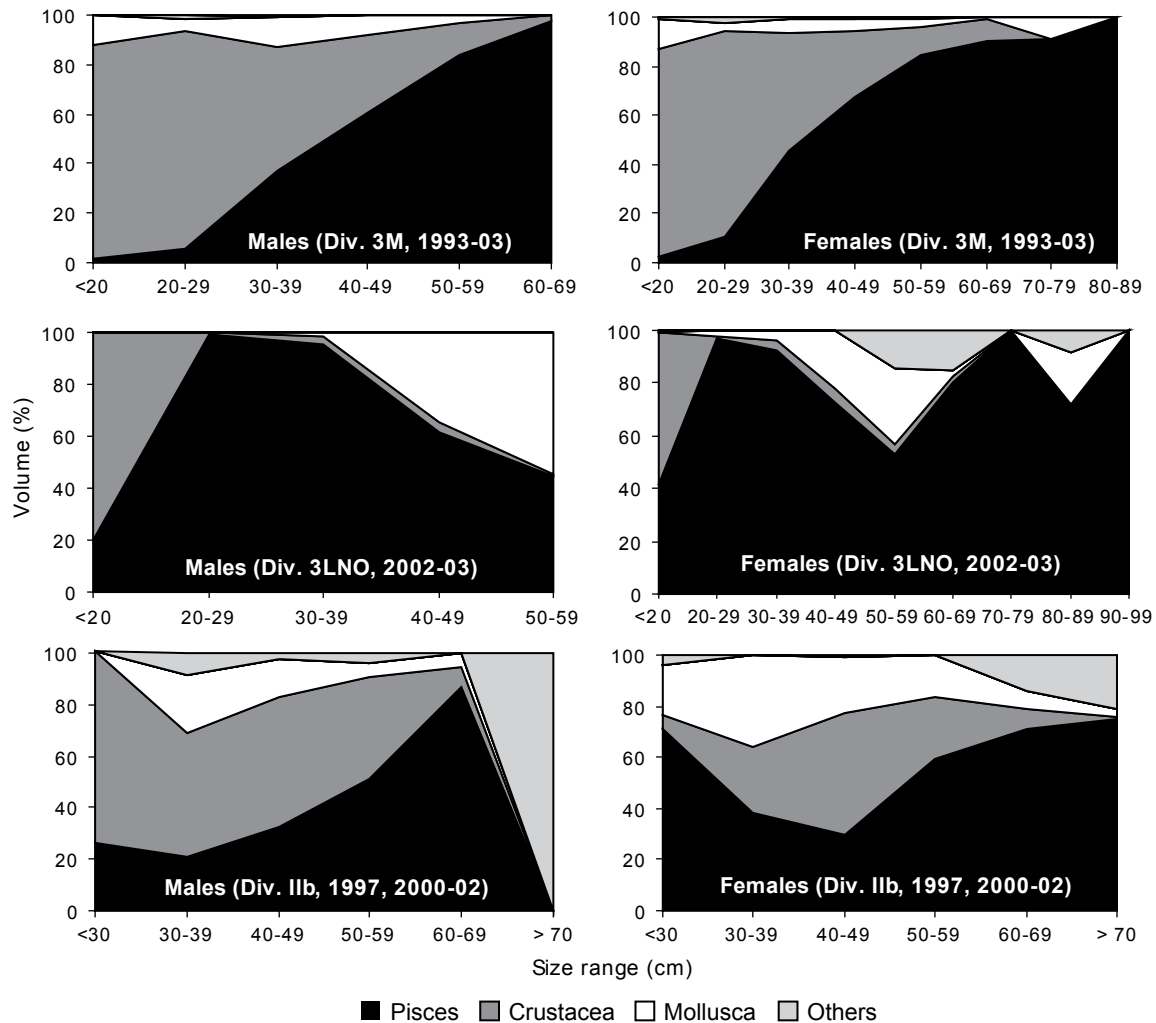 100
80
60
40
20
0
Males (Div. 3M, 1993-03)
<20 20-29 30-39 40-49 50-59 60-69
100
80
60
40
20
0
Females (Div. 3M, 1993-03)
<20 20-29 30-39 40-49 50-59 60-69 70-79 80-89
Volume (%)
100
80
60
40
20
0
Males (Div. 3LNO, 2002-03)
<20 20-29 30-39 40-49 50-59
100
80
60
40
20
0
Females (Div. 3LNO, 2002-03)
<20 20-29 30-39 40-49 50-59 60-69 70-79 80-89 90-99
100
80
60
40
20
0
Males (Div. IIb, 1997, 2000-02)
<30 30-39 40-49 50-59 60-69 > 70
100
80
60
40
20
0
Females (Div. IIb, 1997, 2000-02)
<30 30-39 40-49 50-59 60-69 > 70
Size range (cm)
Pisces Crustacea Mollusca Others